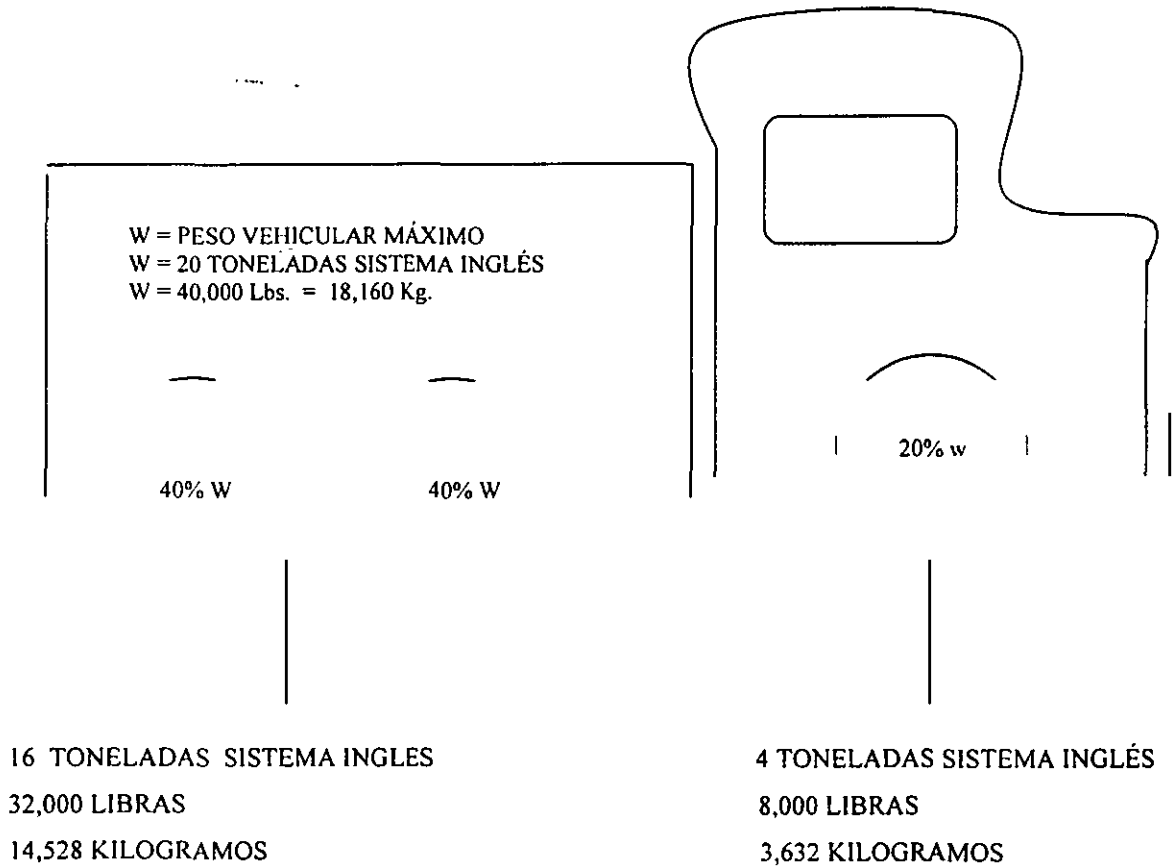 W = PESO VEHICULAR MÁXIMO
W = 20 TONELADAS SISTEMA INGLÉS
W = 40,000 Lbs. = 18,160 Kg.
20% w
40% W 40% W
16 TONELADAS SISTEMA INGLES
32,000 LIBRAS
14,528 KILOGRAMOS
4 TONELADAS SISTEMA INGLÉS
8,000 LIBRAS
3,632 KILOGRAMOS